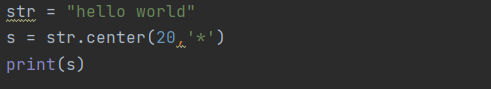 str = "hello world"
s = str.center(20,'*')
print(s)